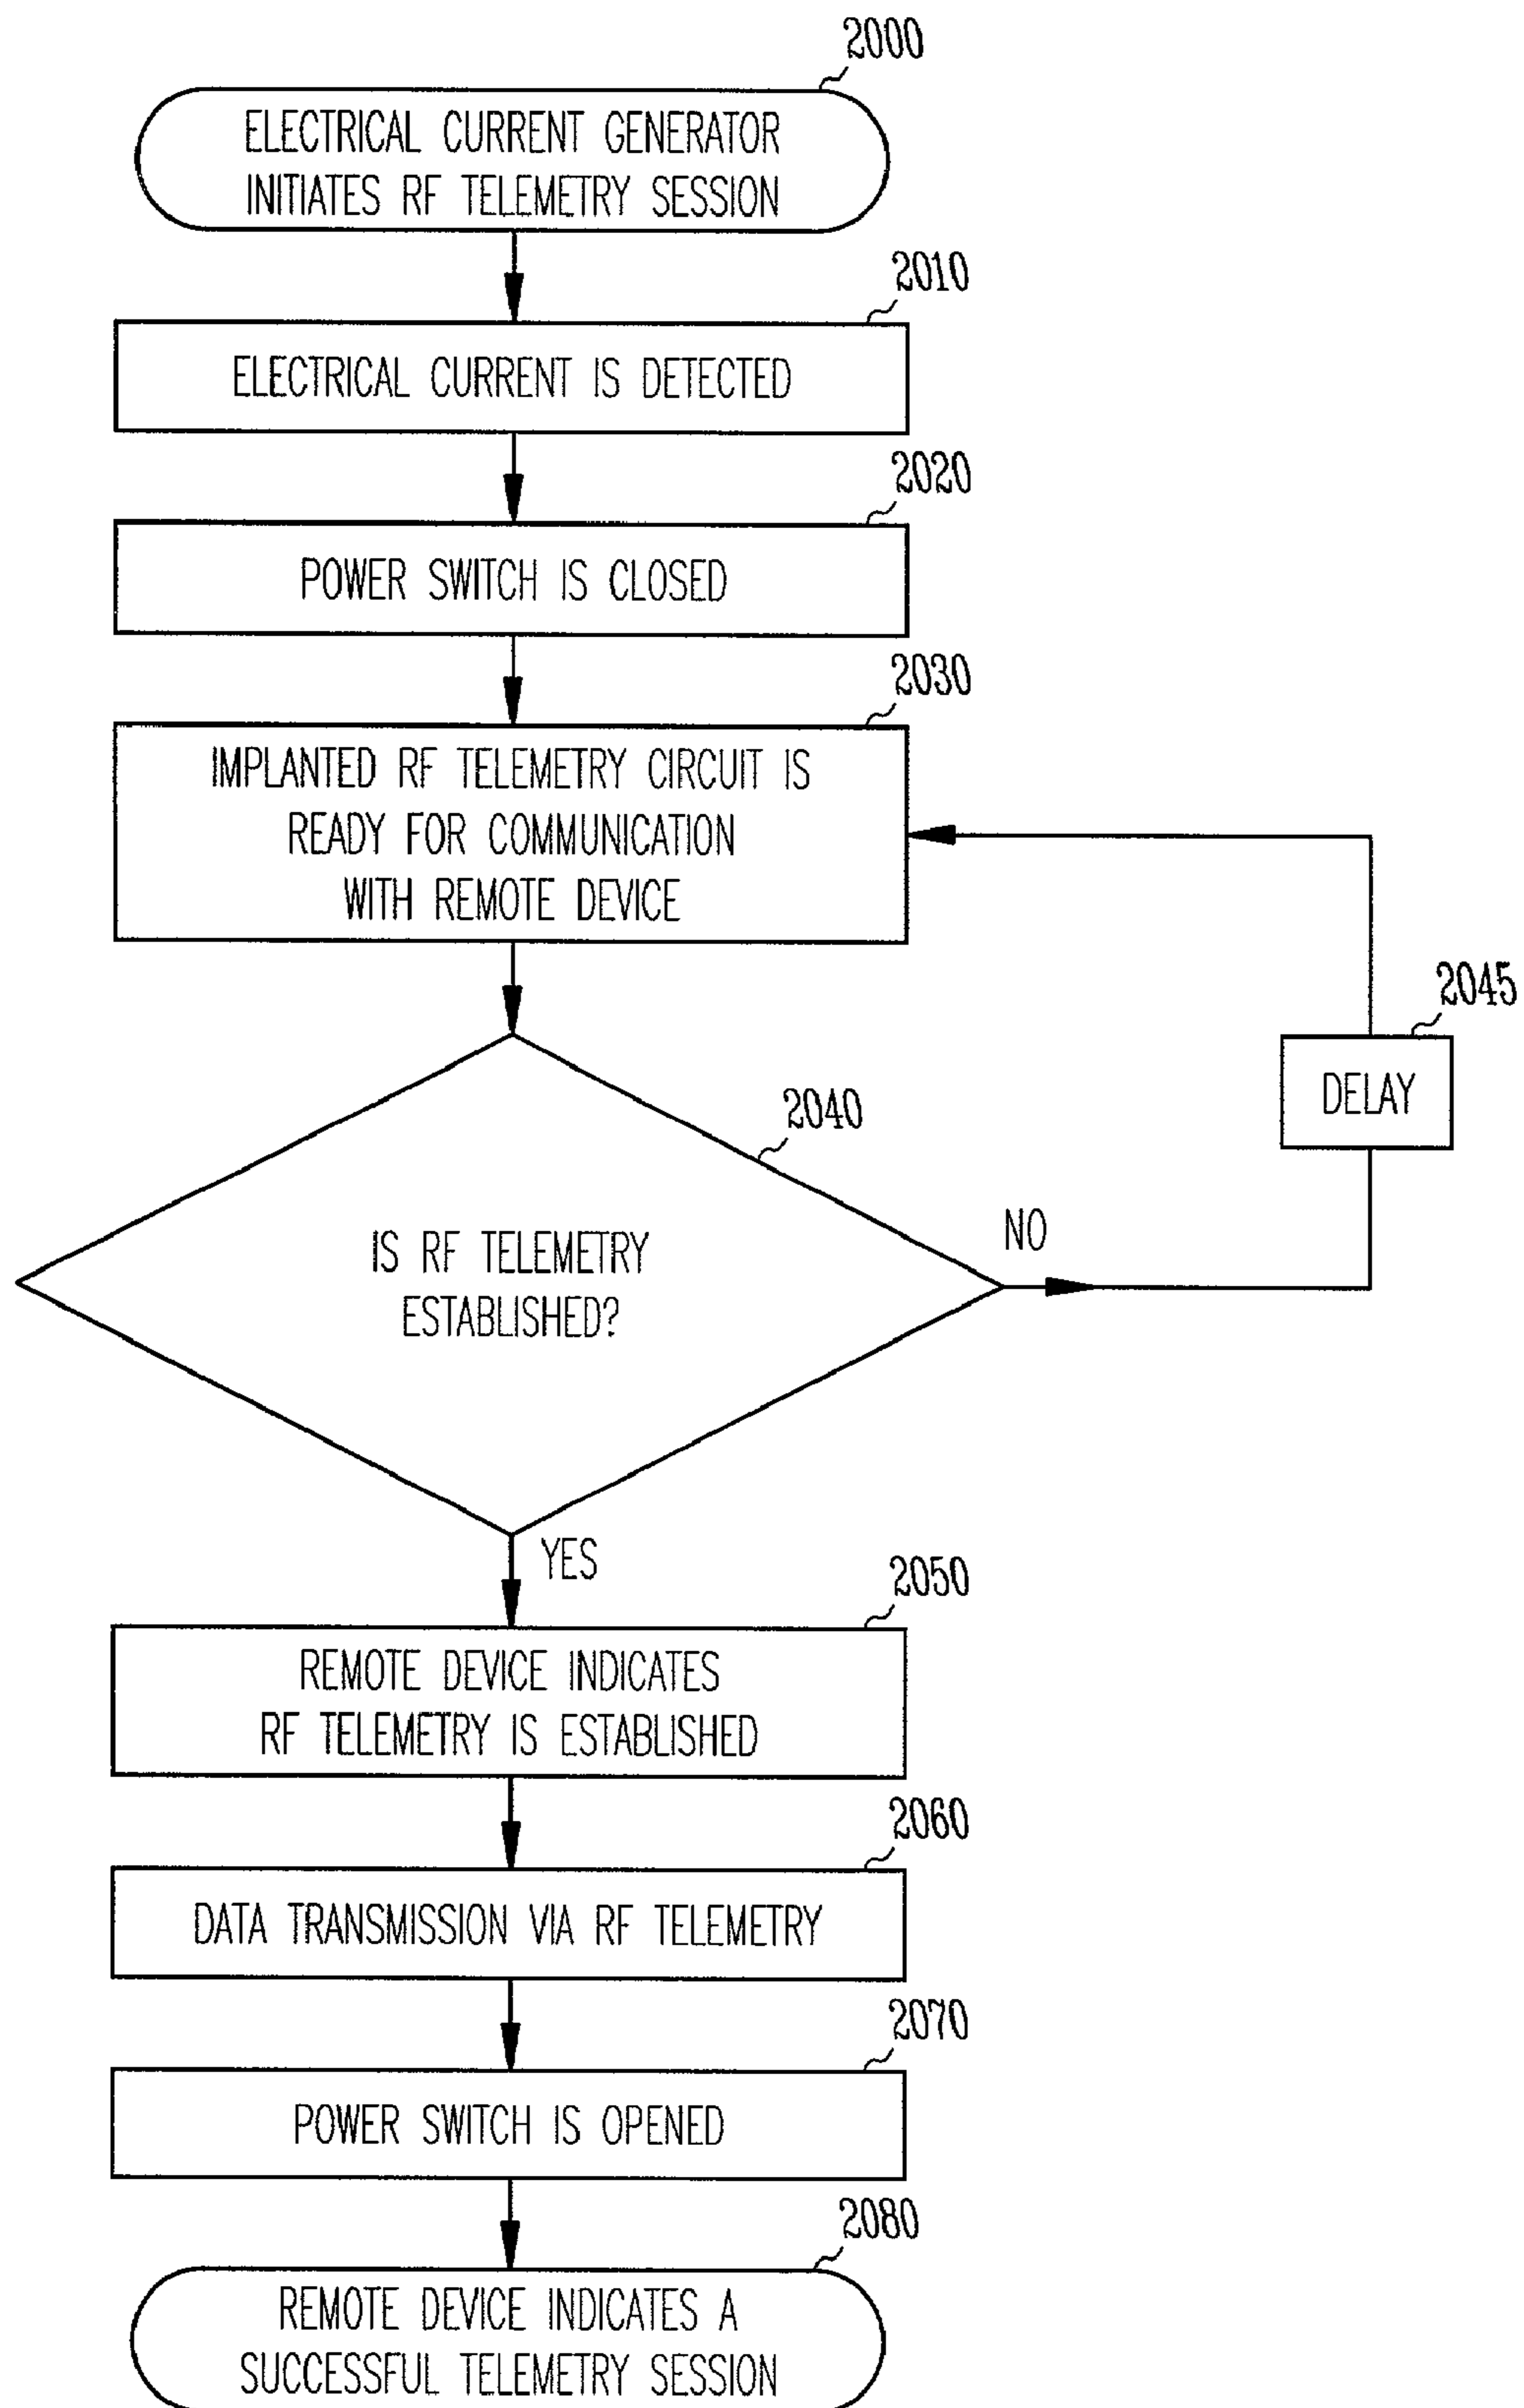 2000
ELECTRICAL CURRENT GENERATOR
INITIATES RF TELEMETRY SESSION
2010
ELECTRICAL CURRENT IS DETECTED
2020
POWER SWITCH IS CLOSED
2030
IMPLANTED RF TELEMETRY CIRCUIT IS
READY FOR COMMUNICATION
WITH REMOTE DEVICE
2045
DELAY
2040
IS RF TELEMETRY
ESTABLISHED?
NO
YES
2050
REMOTE DEVICE INDICATES
RF TELEMETRY IS ESTABLISHED
2060
DATA TRANSMISSION VIA RF TELEMETRY
2070
POWER SWITCH IS OPENED
2080
REMOTE DEVICE INDICATES A
SUCCESSFUL TELEMETRY SESSION